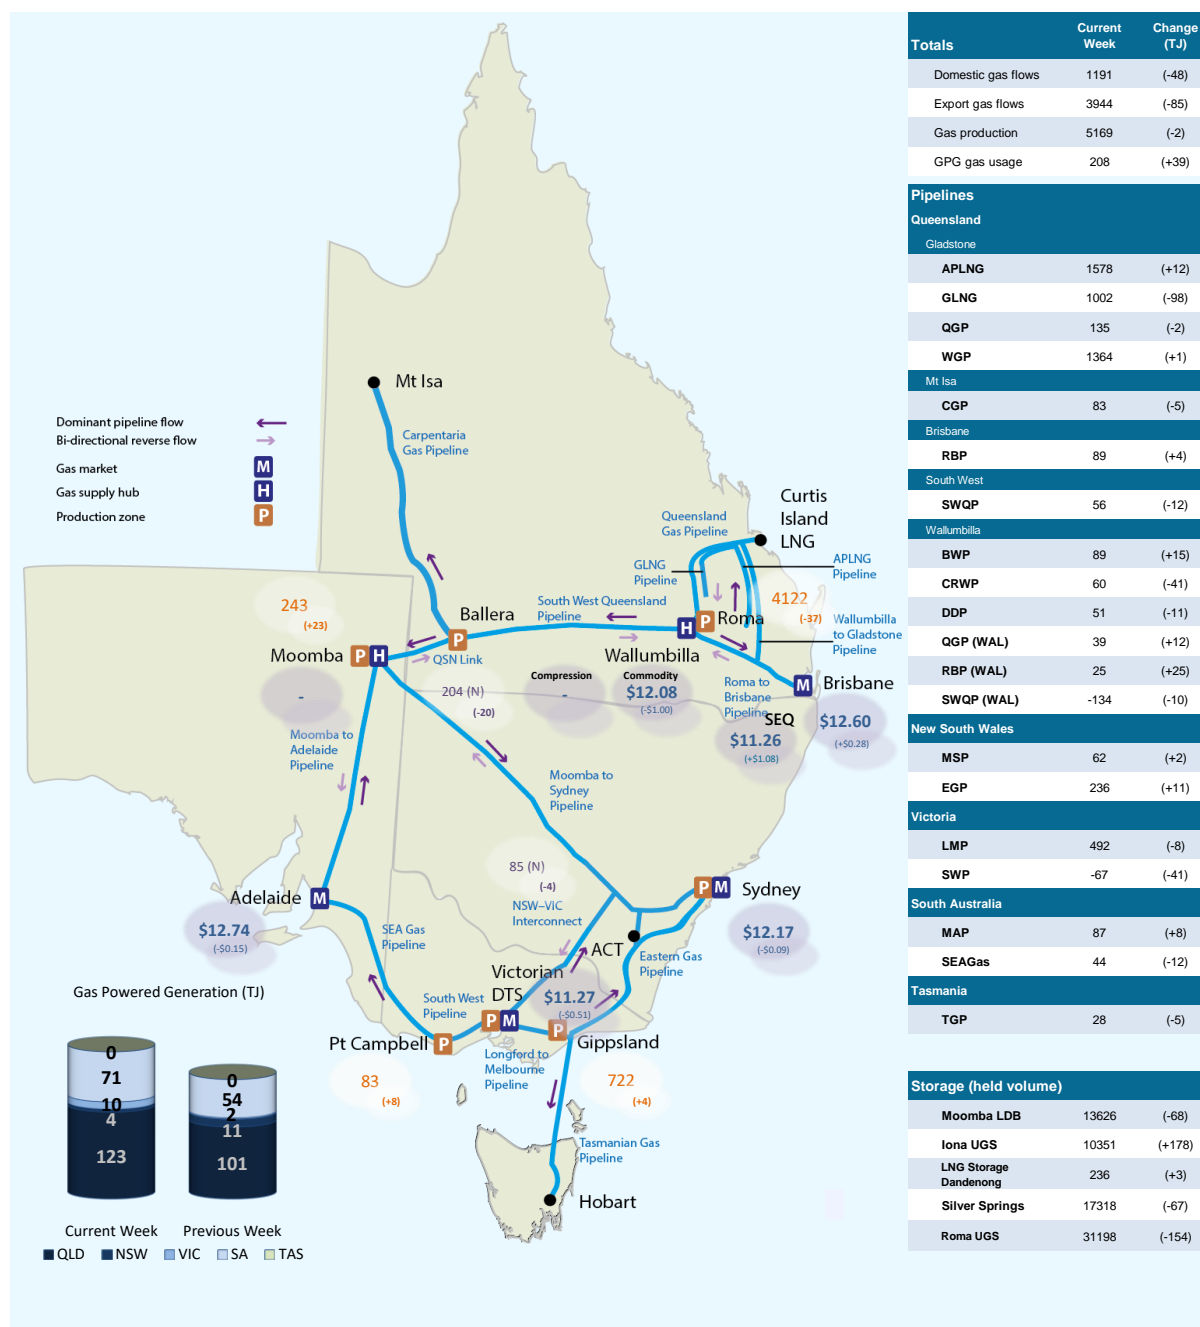 Mt Isa
Dominant pipeline flow
Bi-directional reverse flow
Gas market
M
Gas supply hub
H
Production zone
P
Carpentaria
Gas Pipeline
Curtis
Island
LNG
Queensland
Gas Pipeline
GLNG
Pipeline
APLNG
Pipeline
243
(+23)
4122
(-37)
Ballera
South West Queensland
Pipeline
P
H
P
Roma
Wallumbilla
to Gladstone
Pipeline
Moomba
P
H
QSN Link
Wallumbilla
-
204 (N)
(-20)
Compression
-
Commodity
$12.08
(-$1.00)
Roma to
Brisbane
Pipeline
M
Brisbane
SEQ
$11.26
(+$1.08)
$12.60
(+$0.28)
Moomba to
Adelaide
Pipeline
Moomba to
Sydney
Pipeline
85 (N)
(-4)
NSW–VIC
Interconnect
Adelaide
M
$12.74
(-$0.15)
P
M
Sydney
$12.17
(-$0.09)
SEA Gas
Pipeline
ACT
Eastern Gas
Pipeline
Victorian
DTS
South West
Pipeline
P
M
$11.27
(-$0.51)
P
Gippsland
Pt Campbell
P
83
(+8)
Longford to
Melbourne
Pipeline
722
(+4)
Tasmanian Gas
Pipeline
Hobart
Gas Powered Generation (TJ)
0
71
10
4
123
0
54
2
11
101
Current Week
Previous Week
QLD NSW VIC SA TAS
Totals Current Week Change (TJ)
Domestic gas flows 1191 (-48)
Export gas flows 3944 (-85)
Gas production 5169 (-2)
GPG gas usage 208 (+39)
Pipelines
Queensland
Gladstone
APLNG 1578 (+12)
GLNG 1002 (-98)
QGP 135 (-2)
WGP 1364 (+1)
Mt Isa
CGP 83 (-5)
Brisbane
RBP 89 (+4)
South West
SWQP 56 (-12)
Wallumbilla
BWP 89 (+15)
CRWP 60 (-41)
DDP 51 (-11)
QGP (WAL) 39 (+12)
RBP (WAL) 25 (+25)
SWQP (WAL) -134 (-10)
New South Wales
MSP 62 (+2)
EGP 236 (+11)
Victoria
LMP 492 (-8)
SWP -67 (-41)
South Australia
MAP 87 (+8)
SEAGas 44 (-12)
Tasmania
TGP 28 (-5)
Storage (held volume)
Moomba LDB 13626 (-68)
Iona UGS 10351 (+178)
LNG Storage
Dandenong 236 (+3)
Silver Springs 17318 (-67)
Roma UGS 31198 (-154)